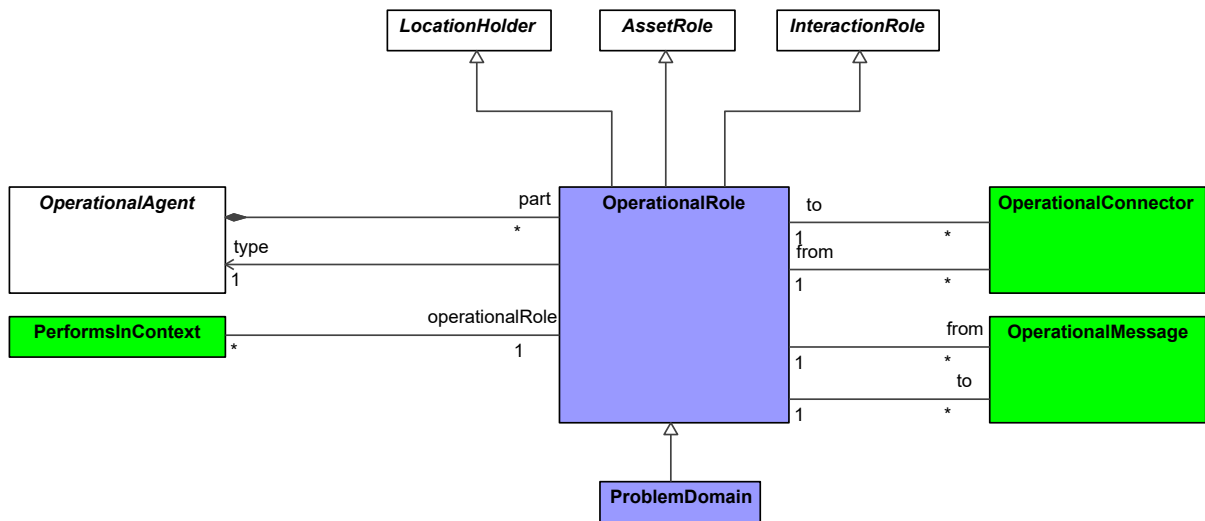 LocationHolder
AssetRole
InteractionRole
OperationalAgent
part
*
type
1
OperationalRole
to
1
*
from
1
*
OperationalConnector
PerformsInContext
*
operationalRole
1
from
1
*
to
1
*
OperationalMessage
ProblemDomain